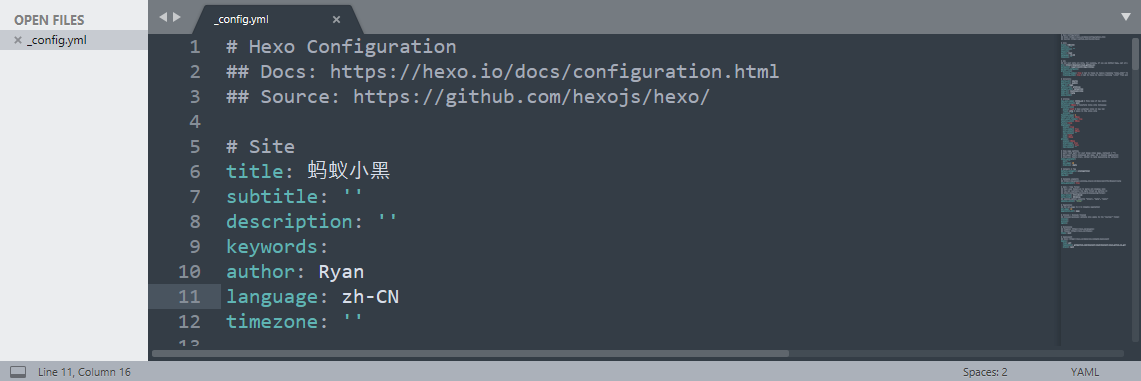 OPEN FILES
_config.yml
_config.yml
1 # Hexo Configuration
2 ## Docs: https://hexo.io/docs/configuration.html
3 ## Source: https://github.com/hexojs/hexo/
4
5 # Site
6 title: 蚂蚁小黑
7 subtitle: ''
8 description: ''
9 keywords:
10 author: Ryan
11 language: zh-CN
12 timezone: ''
13
Line 11, Column 16
Spaces: 2
YAML